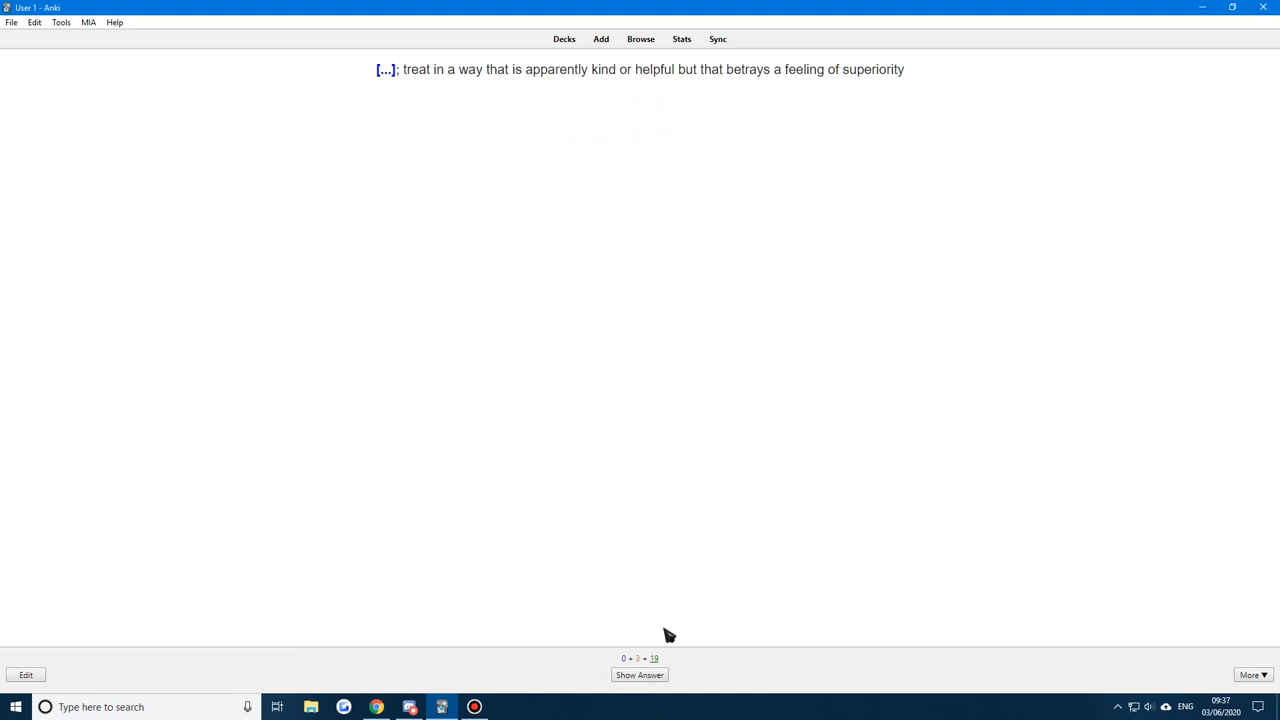 User 1 - Anki
File Edit Tools MIA Help
Decks Add Browse Stats Sync
[...]; treat in a way that is apparently kind or helpful but that betrays a feeling of superiority
0 + 3 + 19
Edit Show Answer More ▼
Type here to search
ENG
09:37
03/06/2020